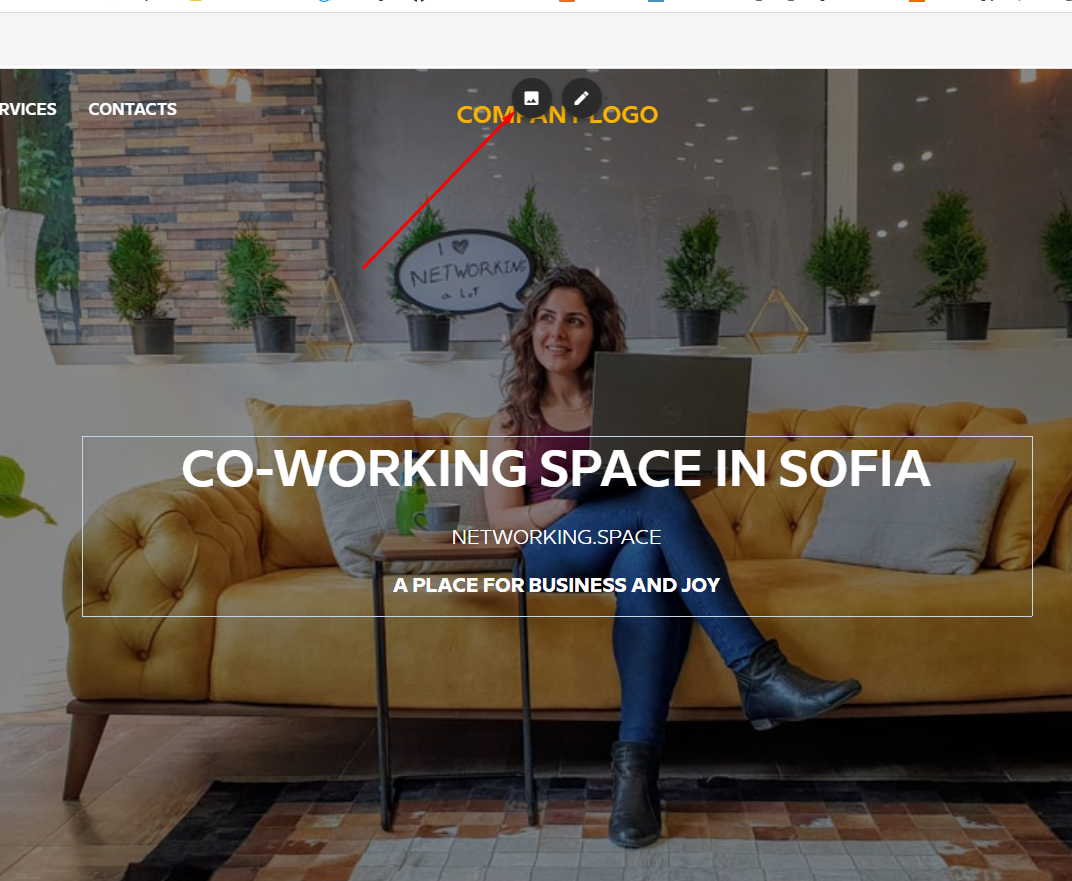 RVICES CONTACTS
COMPANY LOGO
I
NETWORKING
a LOT
CO-WORKING SPACE IN SOFIA
NETWORKING.SPACE
A PLACE FOR BUSINESS AND JOY